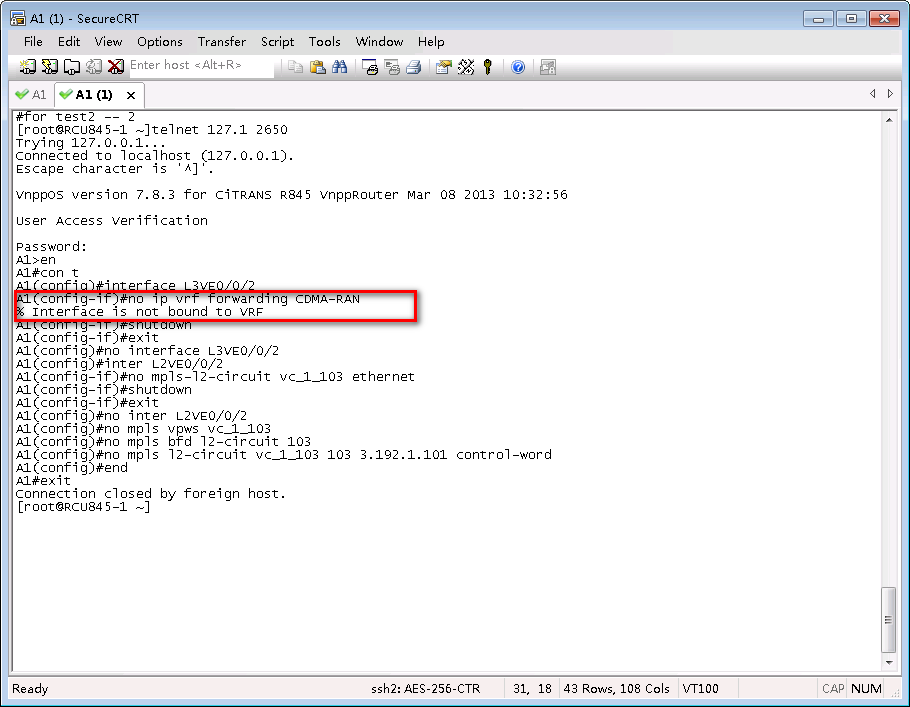 A1 (1) - SecureCRT
File Edit View Options Transfer Script Tools Window Help
Enter host <Alt+R>
A1 A1 (1)
#for test2 -- 2
[root@RCU845-1 ~]telnet 127.1 2650
Trying 127.0.0.1...
Connected to localhost (127.0.0.1).
Escape character is '^]'.
VnppOS version 7.8.3 for CiTRANS R845 VnppRouter Mar 08 2013 10:32:56
User Access Verification
Password:
A1>en
A1#con t
A1(config)#interface L3VE0/0/2
A1(config-if)#no ip vrf forwarding CDMA-RAN
% Interface is not bound to VRF
A1(config-if)#shutdown
A1(config-if)#exit
A1(config)#no interface L3VE0/0/2
A1(config)#inter L2VE0/0/2
A1(config-if)#no mpls-l2-circuit vc_1_103 ethernet
A1(config-if)#shutdown
A1(config-if)#exit
A1(config)#no inter L2VE0/0/2
A1(config)#no mpls vpws vc_1_103
A1(config)#no mpls bfd l2-circuit 103
A1(config)#no mpls l2-circuit vc_1_103 103 3.192.1.101 control-word
A1(config)#end
A1#exit
Connection closed by foreign host.
[root@RCU845-1 ~]
Ready ssh2: AES-256-CTR 31, 18 43 Rows, 108 Cols VT100 CAP NUM